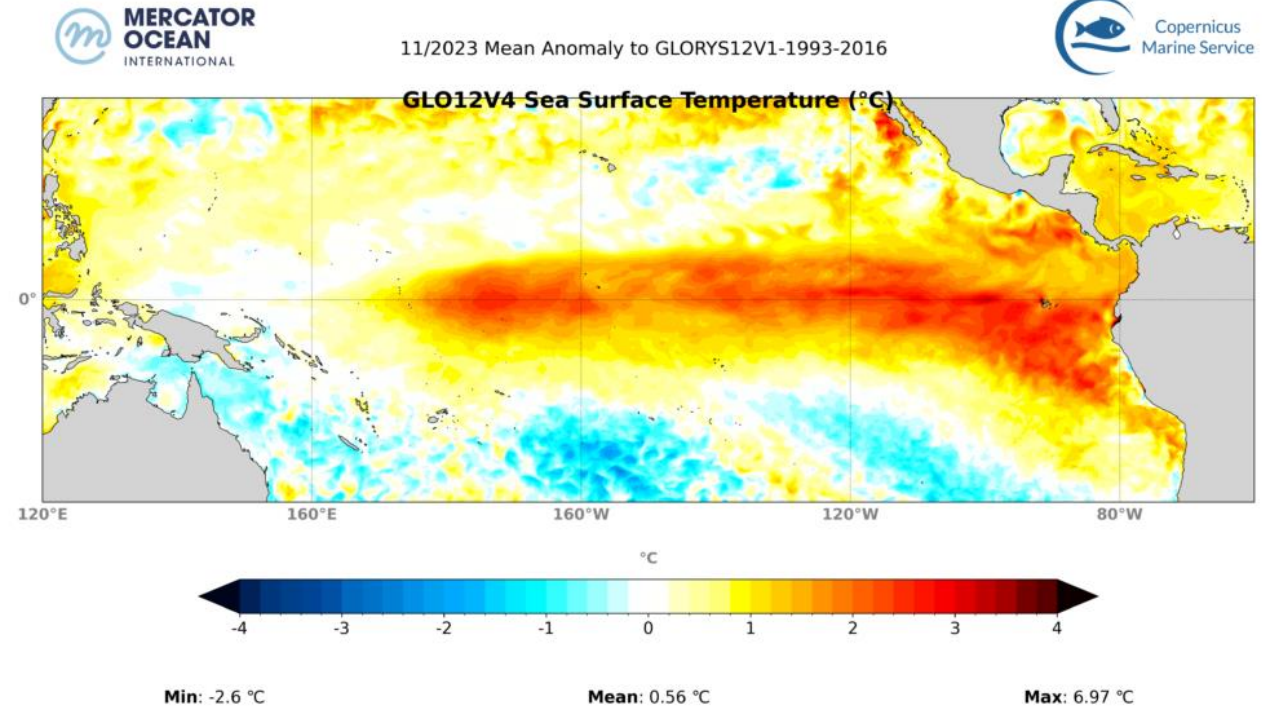 MERCATOR
OCEAN
INTERNATIONAL
11/2023 Mean Anomaly to GLORYS12V1-1993-2016
Copernicus
Marine Service
GLO12V4 Sea Surface Temperature (°C)
0°
120°E 160°E 160°W 120°W 80°W
°C
-4 -3 -2 -1 0 1 2 3 4
Min: -2.6 °C Mean: 0.56 °C Max: 6.97 °C